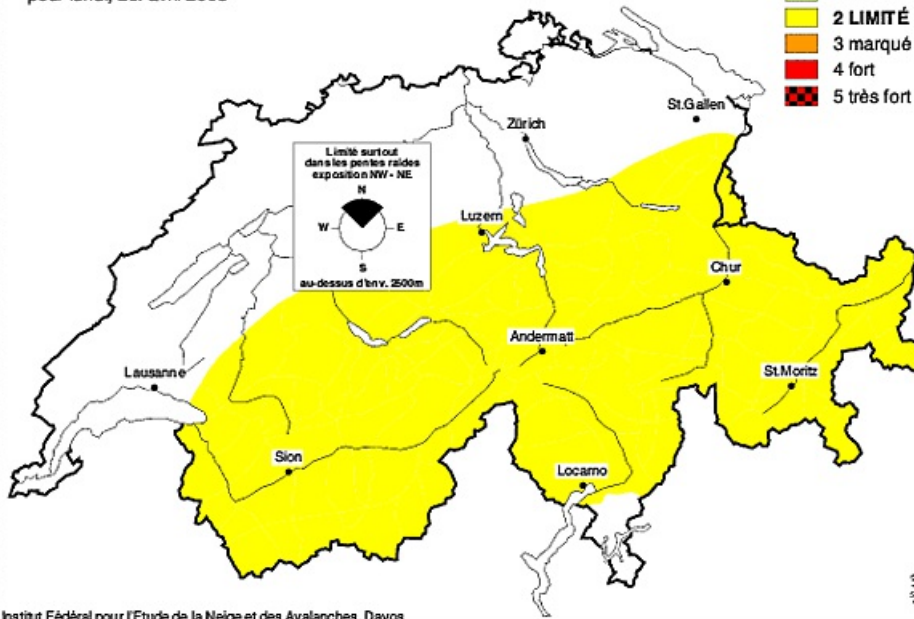 2 LIMITÉ
3 marqué
4 fort
5 très fort
St.Gallen
Zürich
Limité surtout
dans les pentes raides
exposition NW - NE
N
W
E
S
au-dessus d'env. 2500m
Luzern
Chur
Andermatt
Lausanne
St.Moritz
Sion
Locarno
Institut Fédéral pour l'Etude de la Neige et des Avalanches, Davos